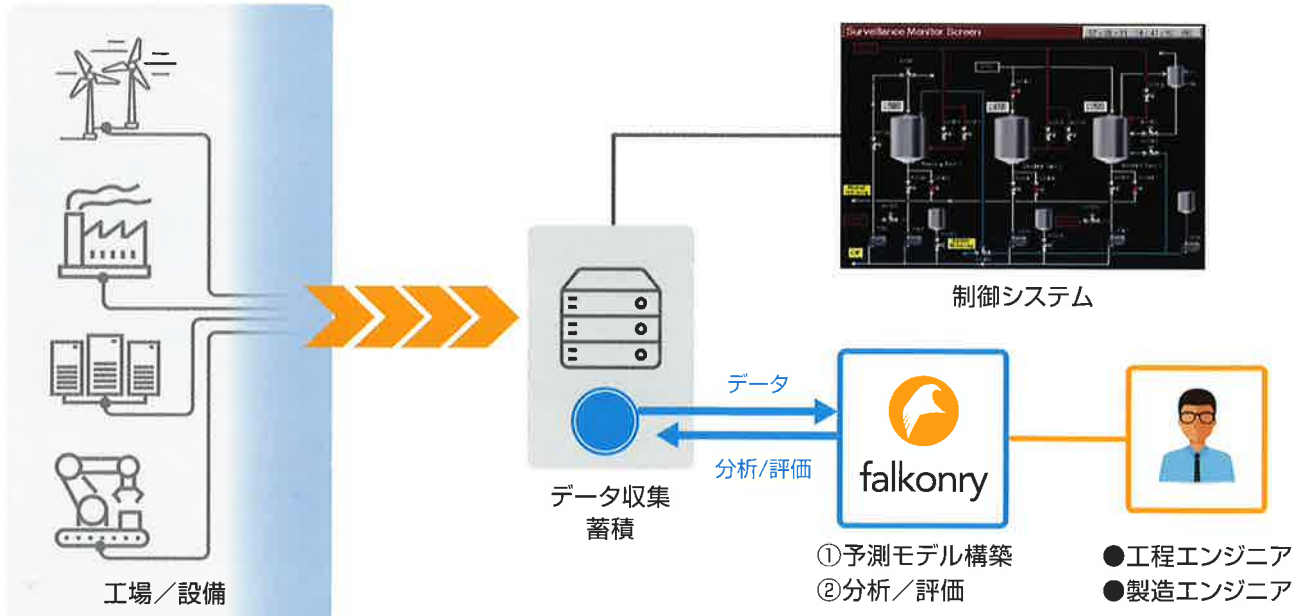 Surveillance Monitor Screen
制御システム
データ
分析/評価
falkonry
データ収集
蓄積
①予測モデル構築
②分析／評価
●工程エンジニア
●製造エンジニア
工場／設備